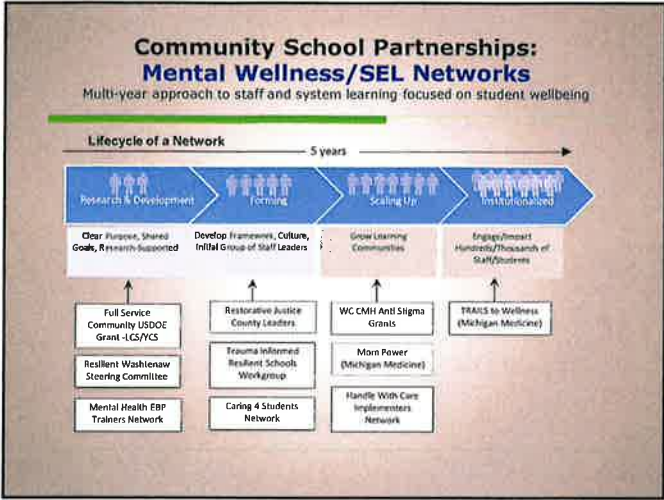 Community School Partnerships:
Mental Wellness/SEL Networks
Multi-year approach to staff and system learning focused on student wellbeing
Lifecycle of a Network
5 years
Research & Development
Forming
Scaling Up
Institutionalized
Clear Purpose, Shared
Goals, Research-Supported
Develop Framework, Culture,
Initial Group of Staff Leaders
Grow Learning
Communities
Engage/Impact
Hundreds/Thousands of
Staff/Students
Full Service
Community USDOE
Grant -LCS/YCS
Resilient Washtenaw
Steering Committee
Mental Health EBP
Trainers Network
Restorative Justice
County Leaders
Trauma Informed
Resilient Schools
Workgroup
Caring 4 Students
Network
WC CMH Anti Stigma
Grants
Mom Power
(Michigan Medicine)
Handle With Care
Implementers
Network
TRAILS to Wellness
(Michigan Medicine)